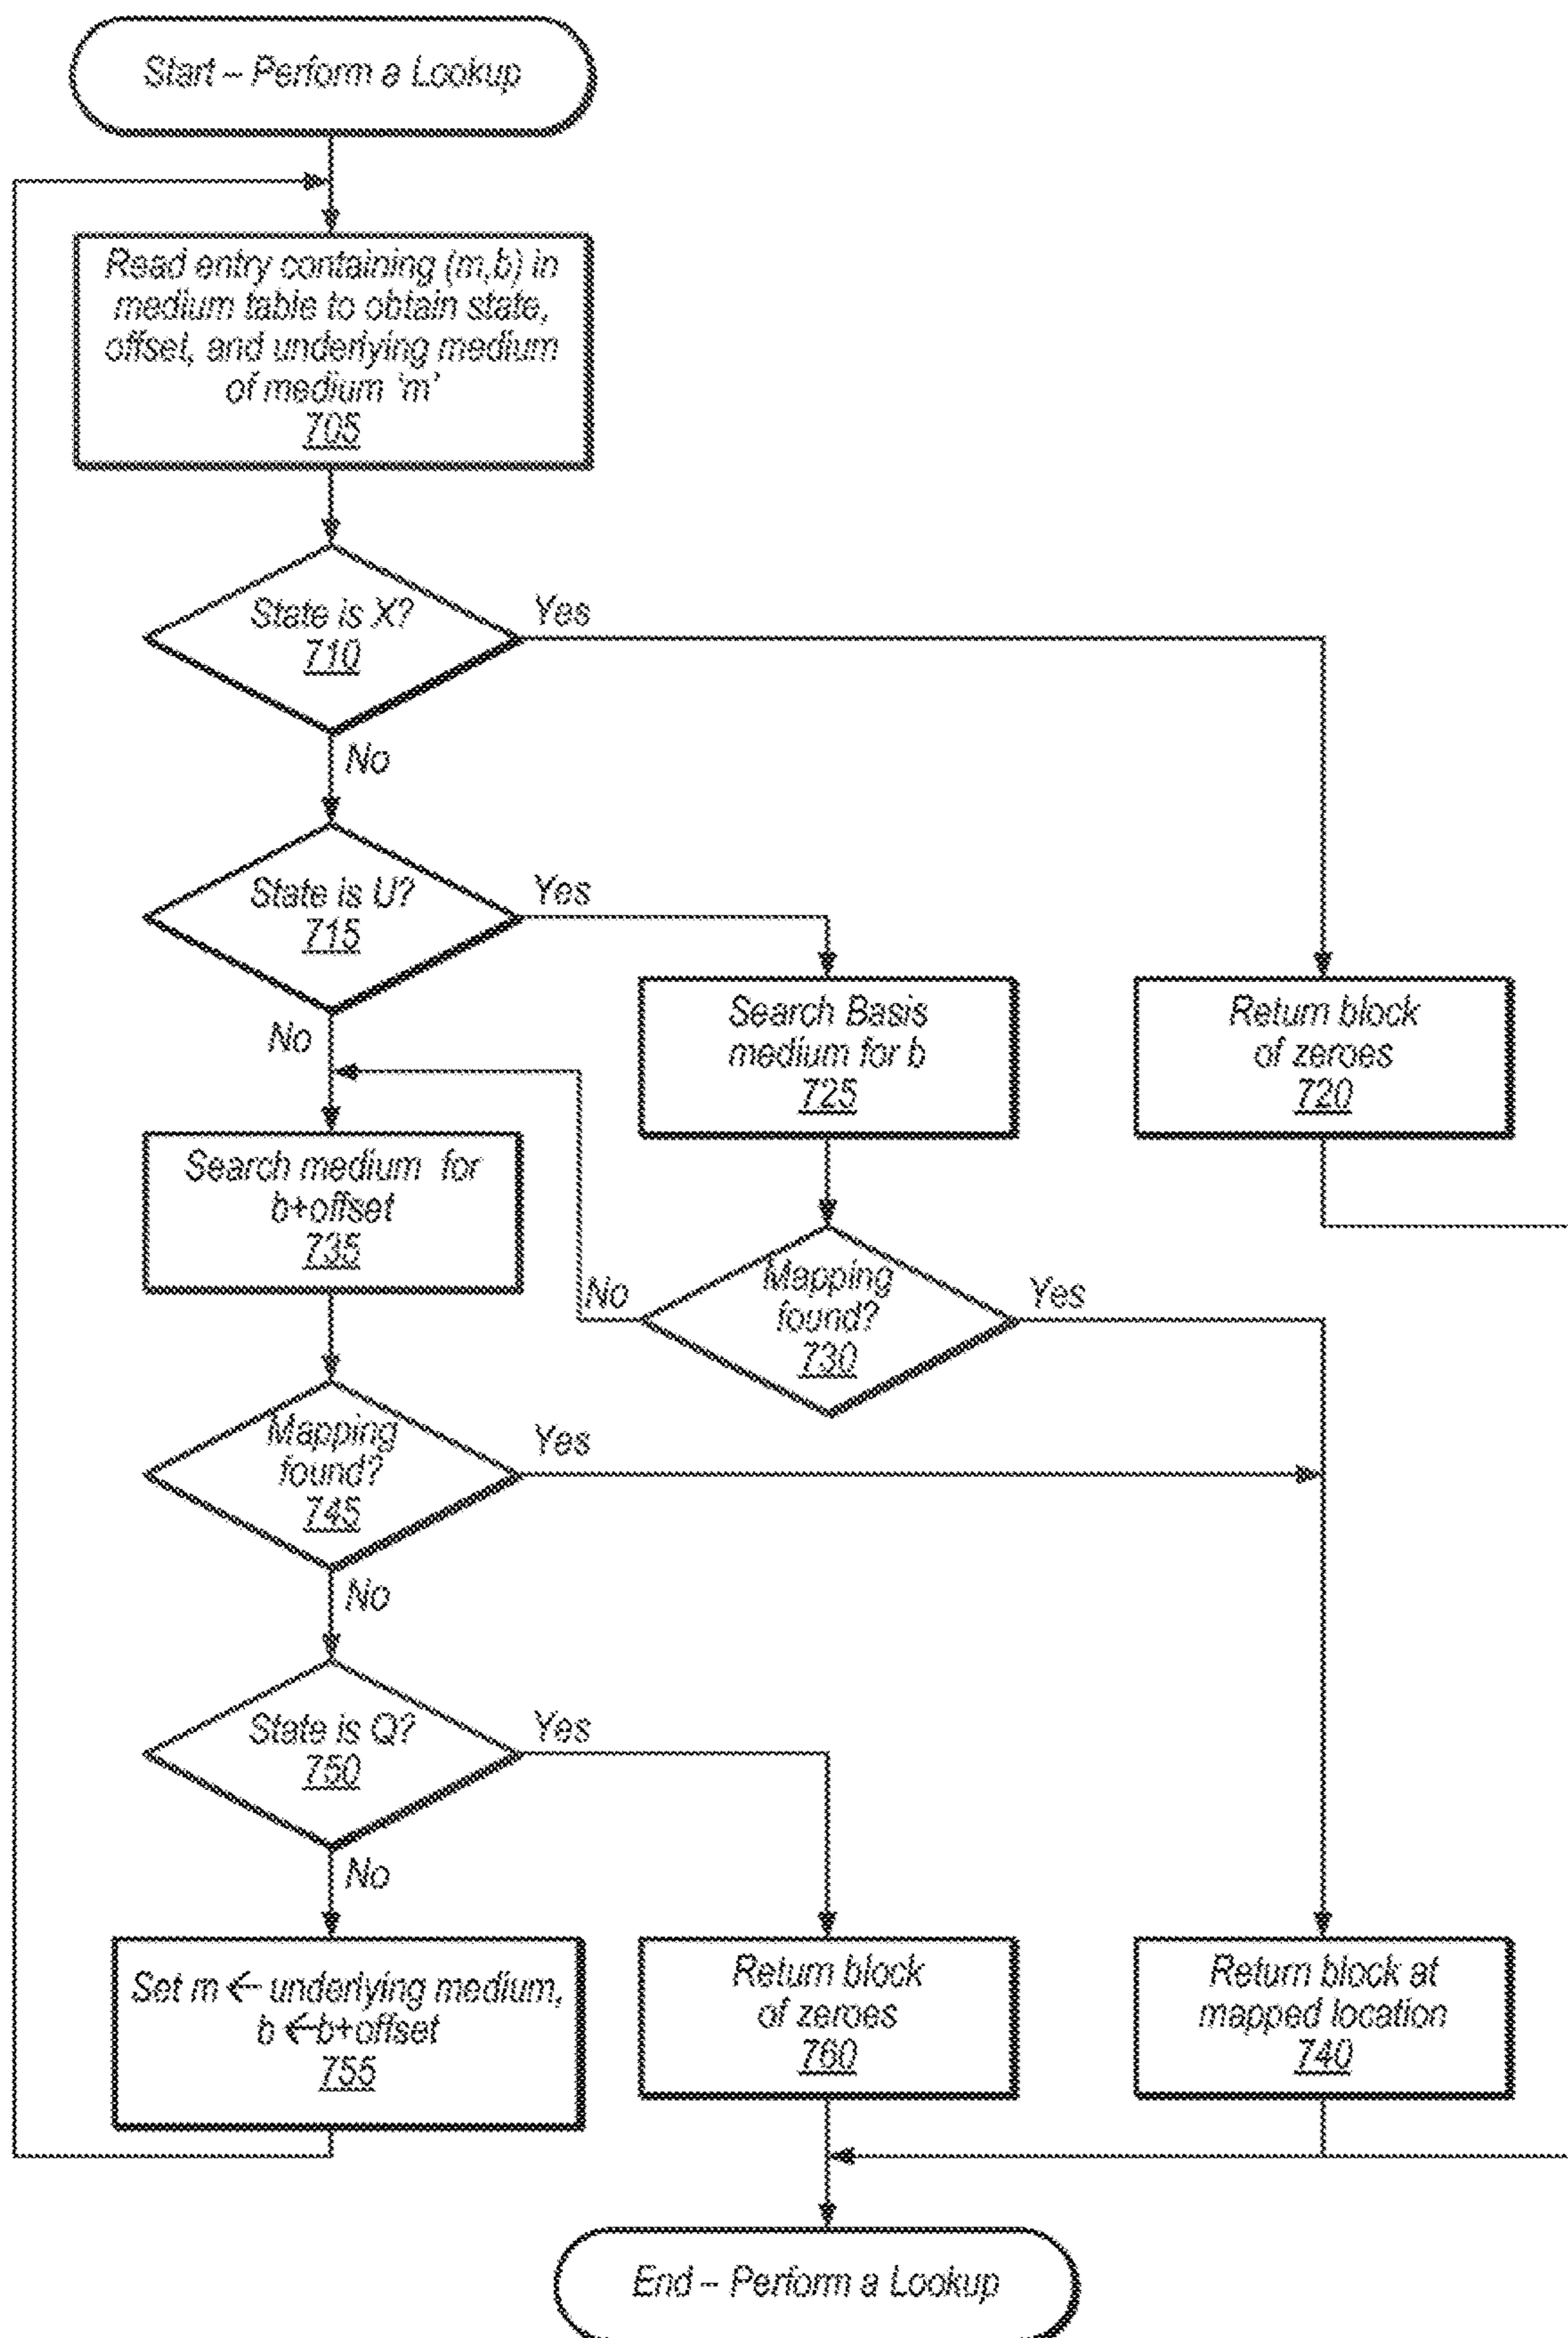 Start – Perform a Lookup
Read entry containing (m,b) in
medium table to obtain state,
offset, and underlying medium
of medium 'm'
705
State is X?
710
Yes
No
State is U?
715
Yes
No
Search Basis
medium for b
725
Return block
of zeroes
720
Search medium for
b+offset
735
Mapping
found?
730
No
Yes
Mapping
found?
745
Yes
No
State is Q?
750
Yes
No
Set m ← underlying medium,
b ← b+offset
755
Return block
of zeroes
760
Return block at
mapped location
740
End – Perform a Lookup